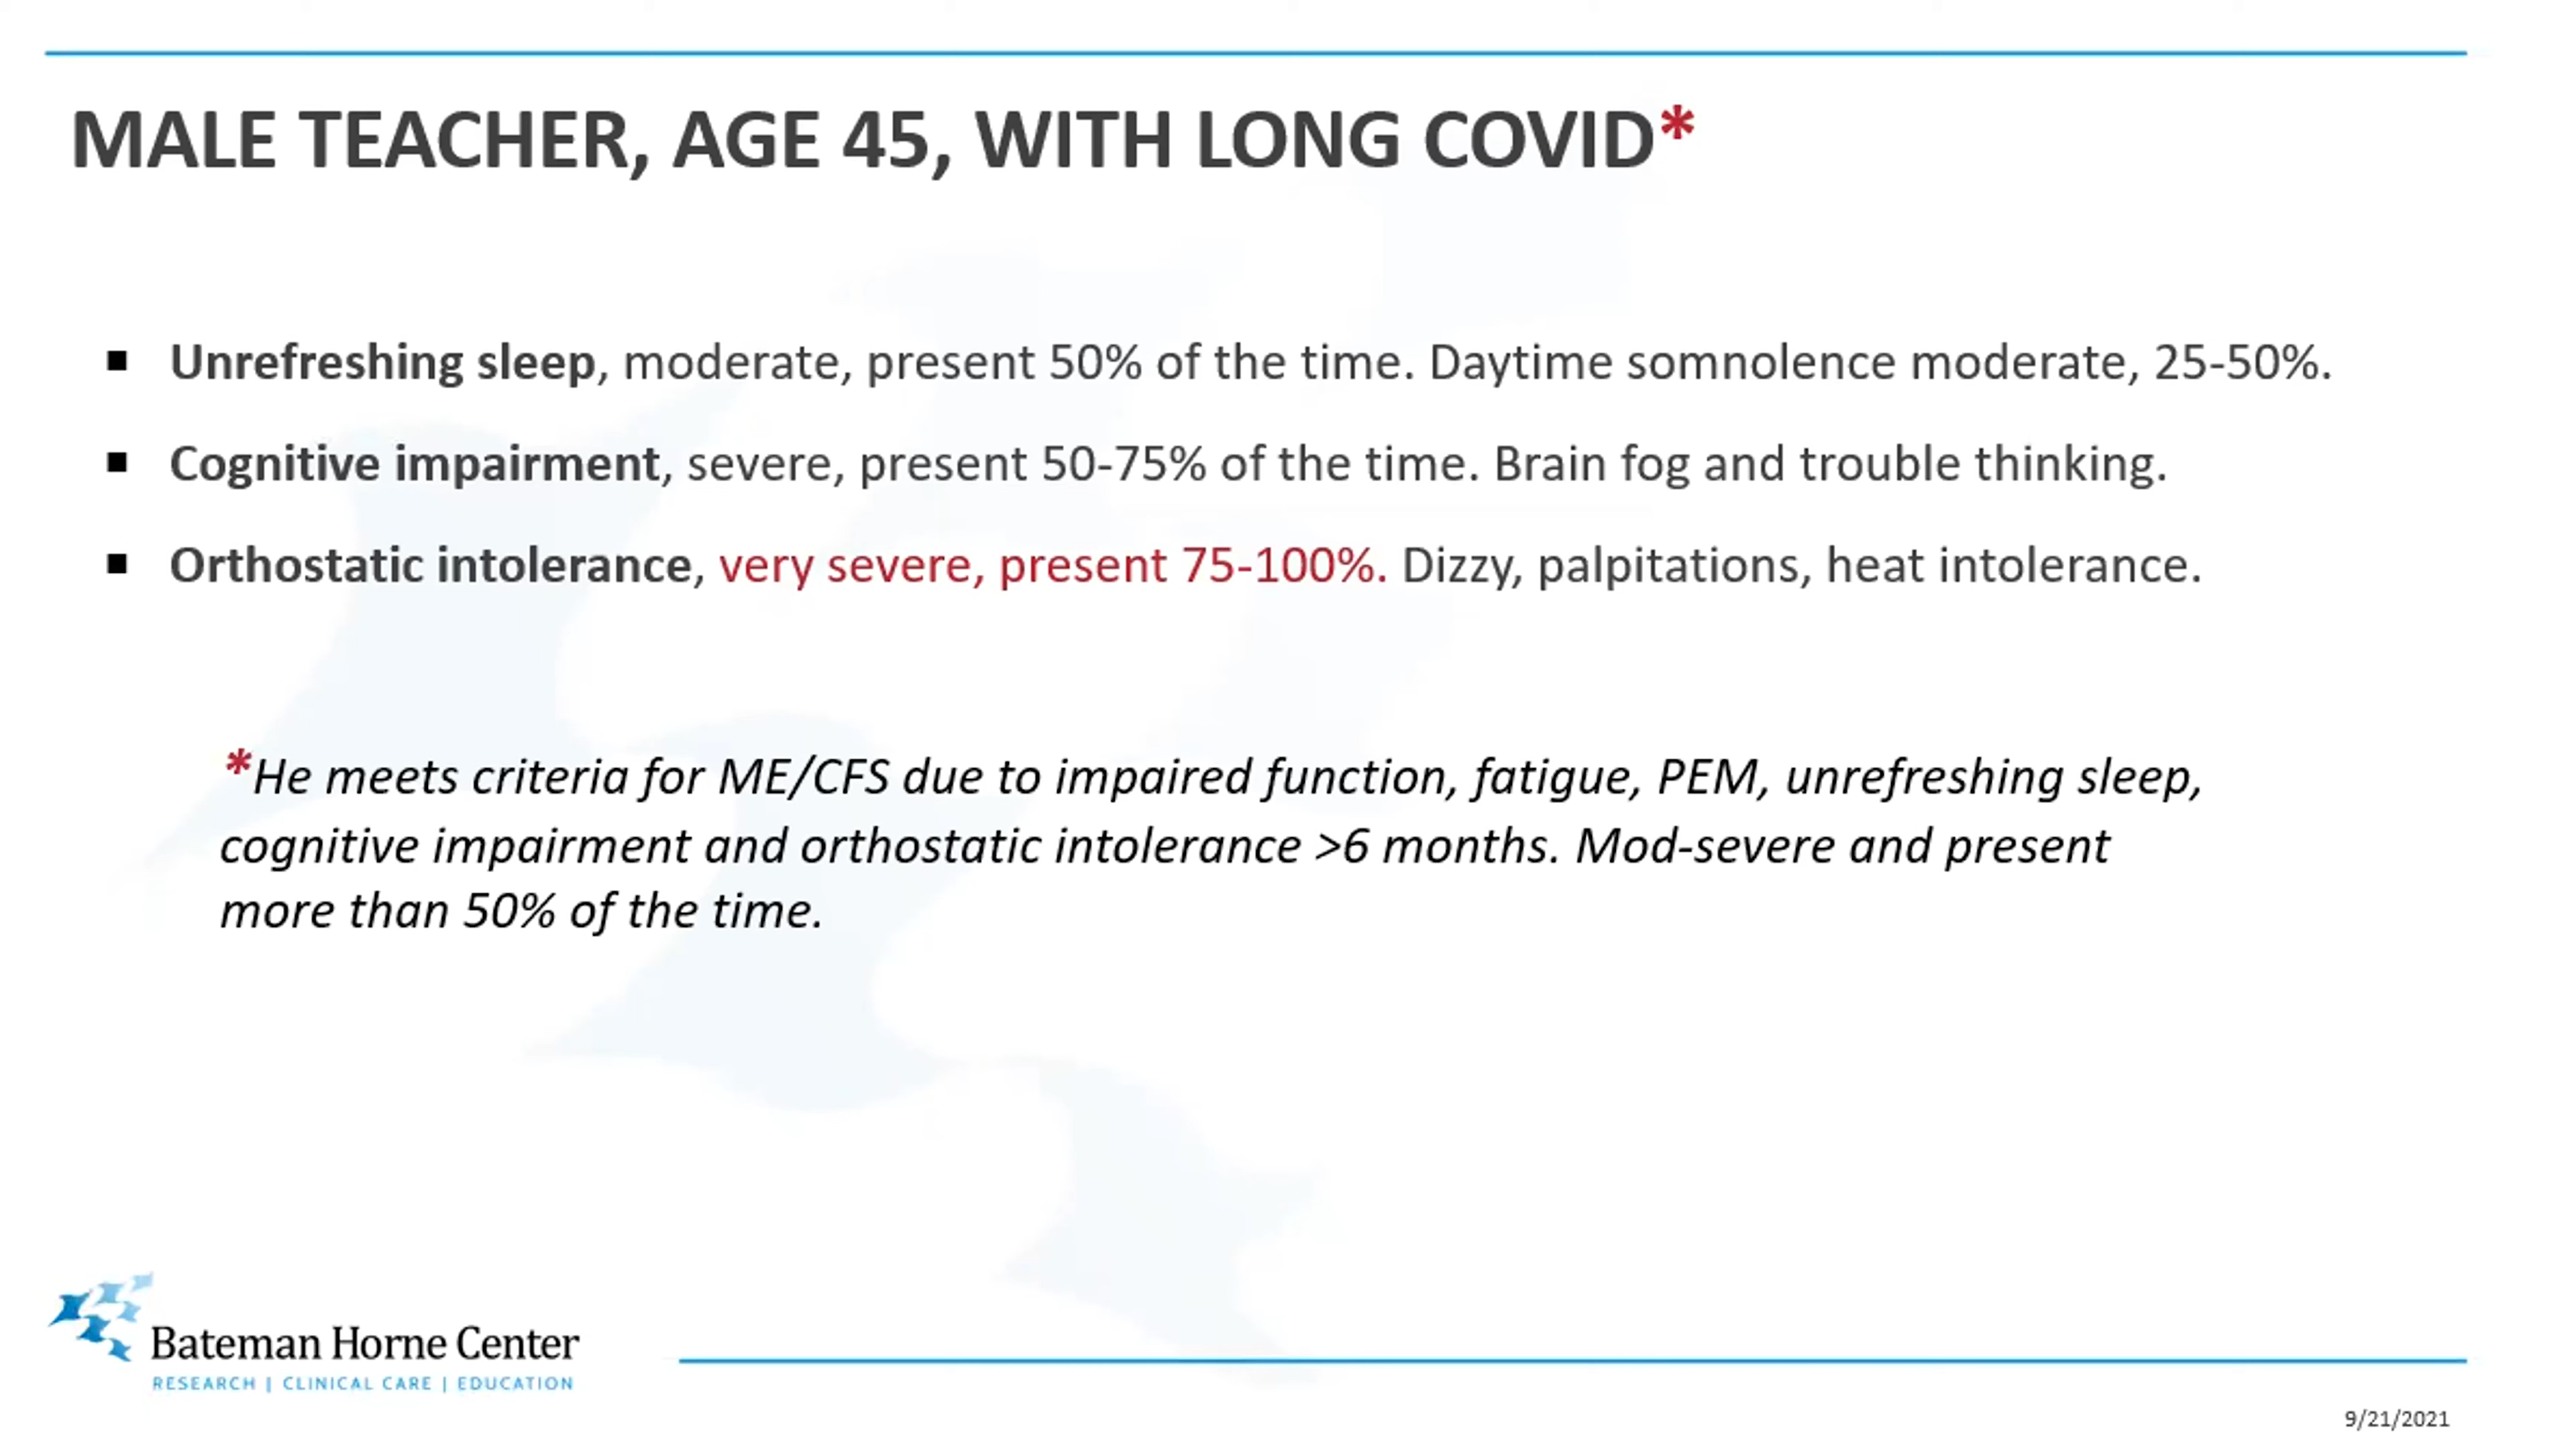 MALE TEACHER, AGE 45, WITH LONG COVID*
▪ Unrefreshing sleep, moderate, present 50% of the time. Daytime somnolence moderate, 25-50%.
▪ Cognitive impairment, severe, present 50-75% of the time. Brain fog and trouble thinking.
▪ Orthostatic intolerance, very severe, present 75-100%. Dizzy, palpitations, heat intolerance.
*He meets criteria for ME/CFS due to impaired function, fatigue, PEM, unrefreshing sleep,
cognitive impairment and orthostatic intolerance >6 months. Mod-severe and present
more than 50% of the time.
Bateman Horne Center
RESEARCH | CLINICAL CARE | EDUCATION
9/21/2021